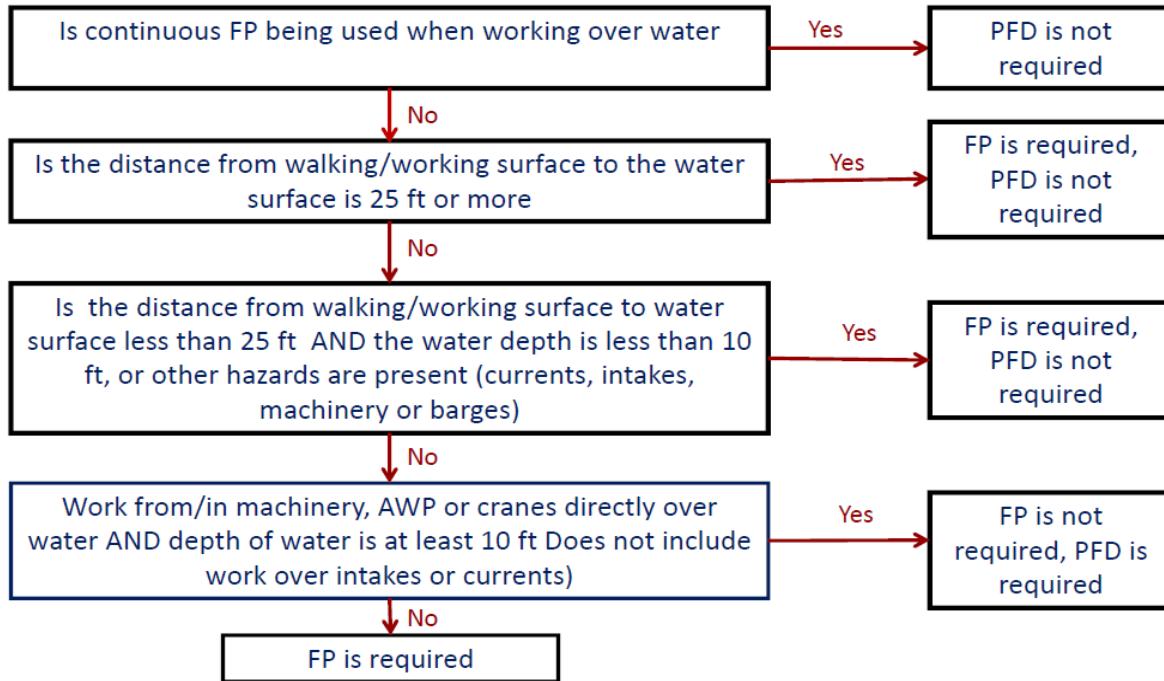 Is continuous FP being used when working over water
Yes
PFD is not
required
No
Is the distance from walking/working surface to the water
surface is 25 ft or more
Yes
FP is required,
PFD is not
required
No
Is the distance from walking/working surface to water
surface less than 25 ft AND the water depth is less than 10
ft, or other hazards are present (currents, intakes,
machinery or barges)
Yes
FP is required,
PFD is not
required
No
Work from/in machinery, AWP or cranes directly over
water AND depth of water is at least 10 ft Does not include
work over intakes or currents)
Yes
FP is not
required, PFD is
required
No
FP is required